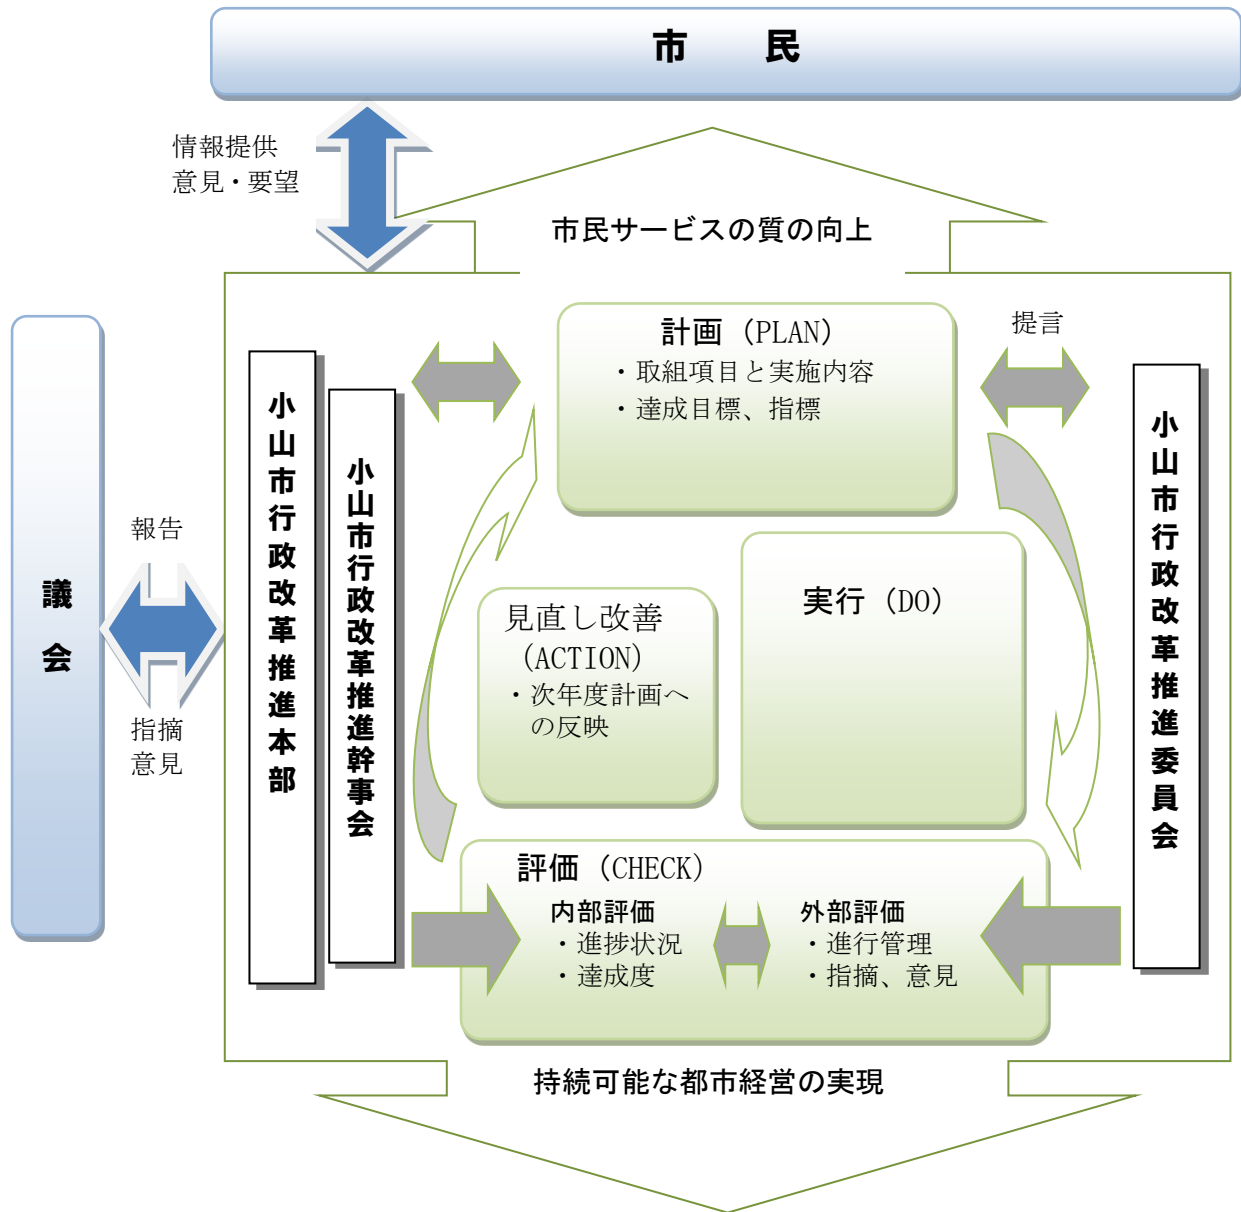 市　　民
情報提供
意見・要望
市民サービスの質の向上
計画（PLAN）
・取組項目と実施内容
・達成目標、指標
提言
小山市行政改革推進本部
小山市行政改革推進幹事会
小山市行政改革推進委員会
議会
報告
指摘
意見
実行（DO）
見直し改善
（ACTION）
・次年度計画へ
の反映
評価（CHECK）
内部評価
・進捗状況
・達成度
外部評価
・進行管理
・指摘、意見
持続可能な都市経営の実現